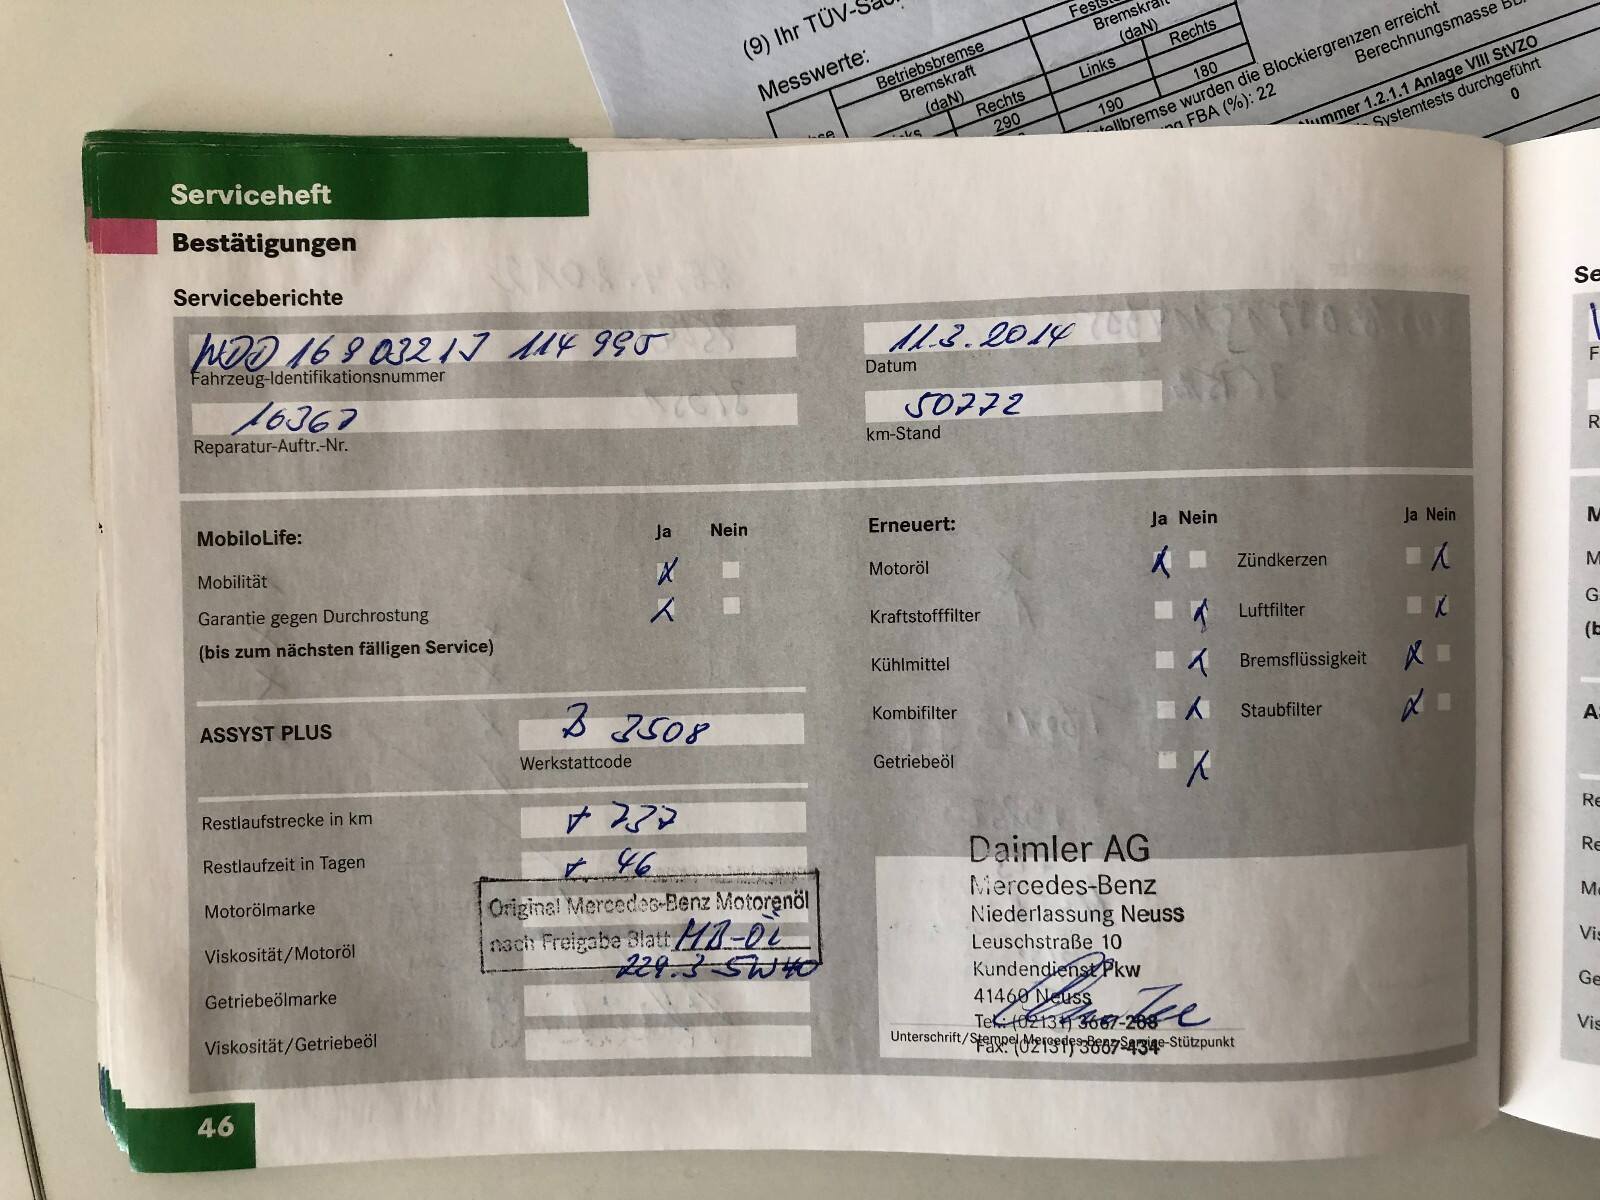 (9) Ihr TÜV-
Messwerte:
Betriebsbremse
Bremskraft
(daN)
Rechts
290
Bremskraft
(daN)
Links
Rechts
190
180
wurden die Blockiergrenzen erreicht
Berechnungsmasse
FBA (%): 22
Nummer 1.2.1.1 Anlage VIII StVZO
Systemtests durchgeführt
0
Serviceheft
Bestätigungen
Serviceberichte
WDD 169 0321J 114 995
11.3.2014
Fahrzeug-Identifikationsnummer
Datum
16367
50772
Reparatur-Auftr.-Nr.
km-Stand
MobiloLife:
Ja Nein
Mobilität
Garantie gegen Durchrostung
(bis zum nächsten fälligen Service)
ASSYST PLUS
B 3508
Werkstattcode
Restlaufstrecke in km
+ 737
Restlaufzeit in Tagen
+ 46
Motorölmarke
Original Mercedes-Benz Motorenöl
nach Freigabe Blatt MB-Öl
Viskosität/Motoröl
229.3 5W40
Getriebeölmarke
Viskosität/Getriebeöl
Erneuert:
Ja Nein
Ja Nein
Motoröl
Zündkerzen
Kraftstofffilter
Luftfilter
Kühlmittel
Bremsflüssigkeit
Kombifilter
Staubfilter
Getriebeöl
Daimler AG
Mercedes-Benz
Niederlassung Neuss
Leuschstraße 10
Kundendienst Pkw
41460 Neuss
Tel.: (02131) 3667-268
Unterschrift/Stempel Mercedes-Benz Service-Stützpunkt
Fax: (02131) 3667-434
46